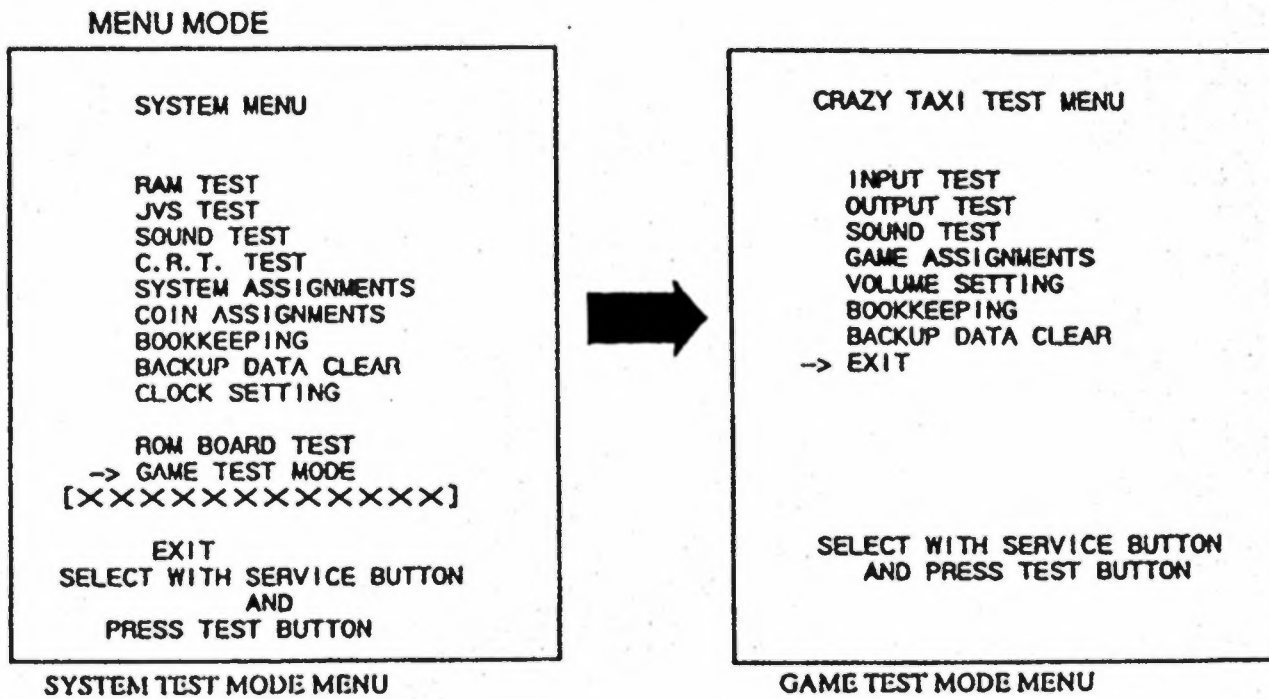 MENU MODE
SYSTEM MENU
RAM TEST
JVS TEST
SOUND TEST
C.R.T. TEST
SYSTEM ASSIGNMENTS
COIN ASSIGNMENTS
BOOKKEEPING
BACKUP DATA CLEAR
CLOCK SETTING
ROM BOARD TEST
-> GAME TEST MODE
[XXXXXXXXXXXXX]
EXIT
SELECT WITH SERVICE BUTTON
AND
PRESS TEST BUTTON
SYSTEM TEST MODE MENU
CRAZY TAXI TEST MENU
INPUT TEST
OUTPUT TEST
SOUND TEST
GAME ASSIGNMENTS
VOLUME SETTING
BOOKKEEPING
BACKUP DATA CLEAR
-> EXIT
SELECT WITH SERVICE BUTTON
AND PRESS TEST BUTTON
GAME TEST MODE MENU